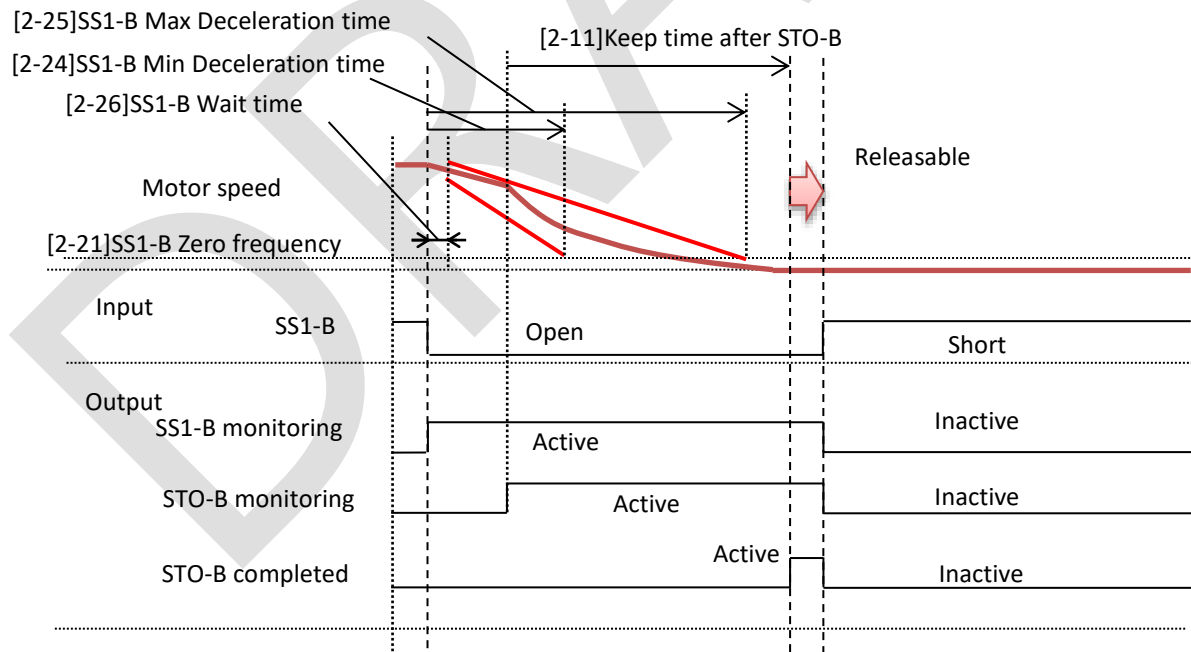 [2-25]SS1-B Max Deceleration time
[2-11]Keep time after STO-B
[2-24]SS1-B Min Deceleration time
[2-26]SS1-B Wait time
Releasable
Motor speed
[2-21]SS1-B Zero frequency
Input
SS1-B
Open
Short
Output
SS1-B monitoring
Active
Inactive
STO-B monitoring
Active
Inactive
STO-B completed
Active
Inactive
DRA